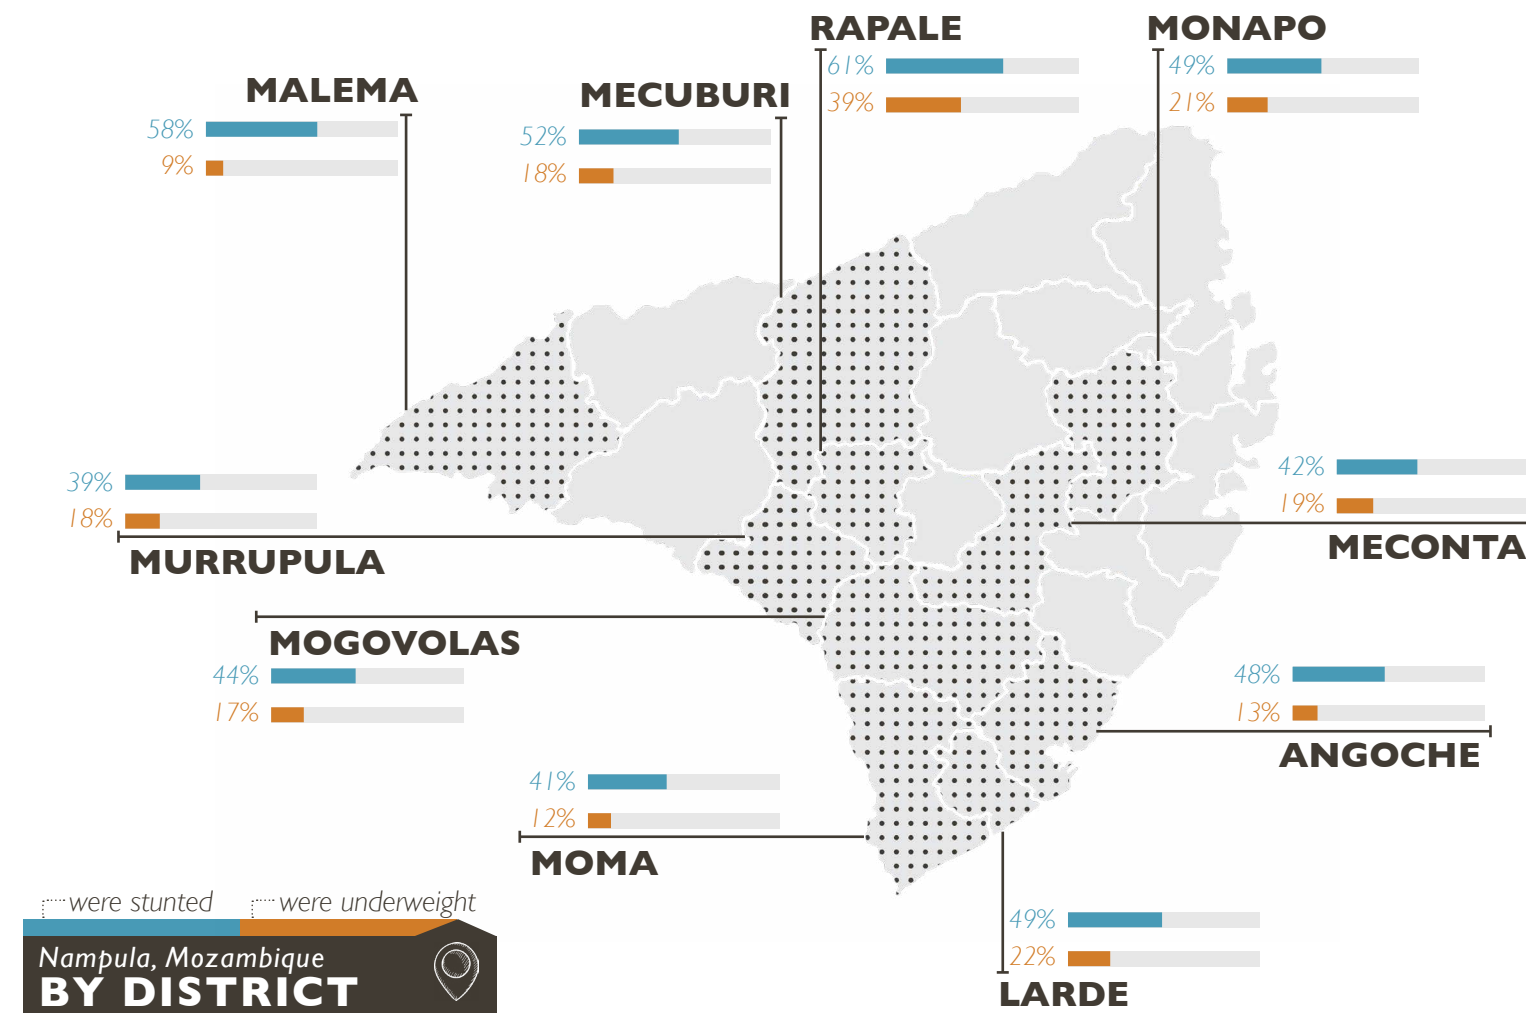 RAPALE
61%
39%
MONAPO
49%
21%
MALEMA
58%
9%
MECUBURI
52%
18%
39%
18%
MURRUPULA
42%
19%
MECONTA
MOGOVOLAS
44%
17%
48%
13%
ANGOCHE
41%
12%
MOMA
49%
22%
LARDE
were stunted
were underweight
Nampula, Mozambique
BY DISTRICT